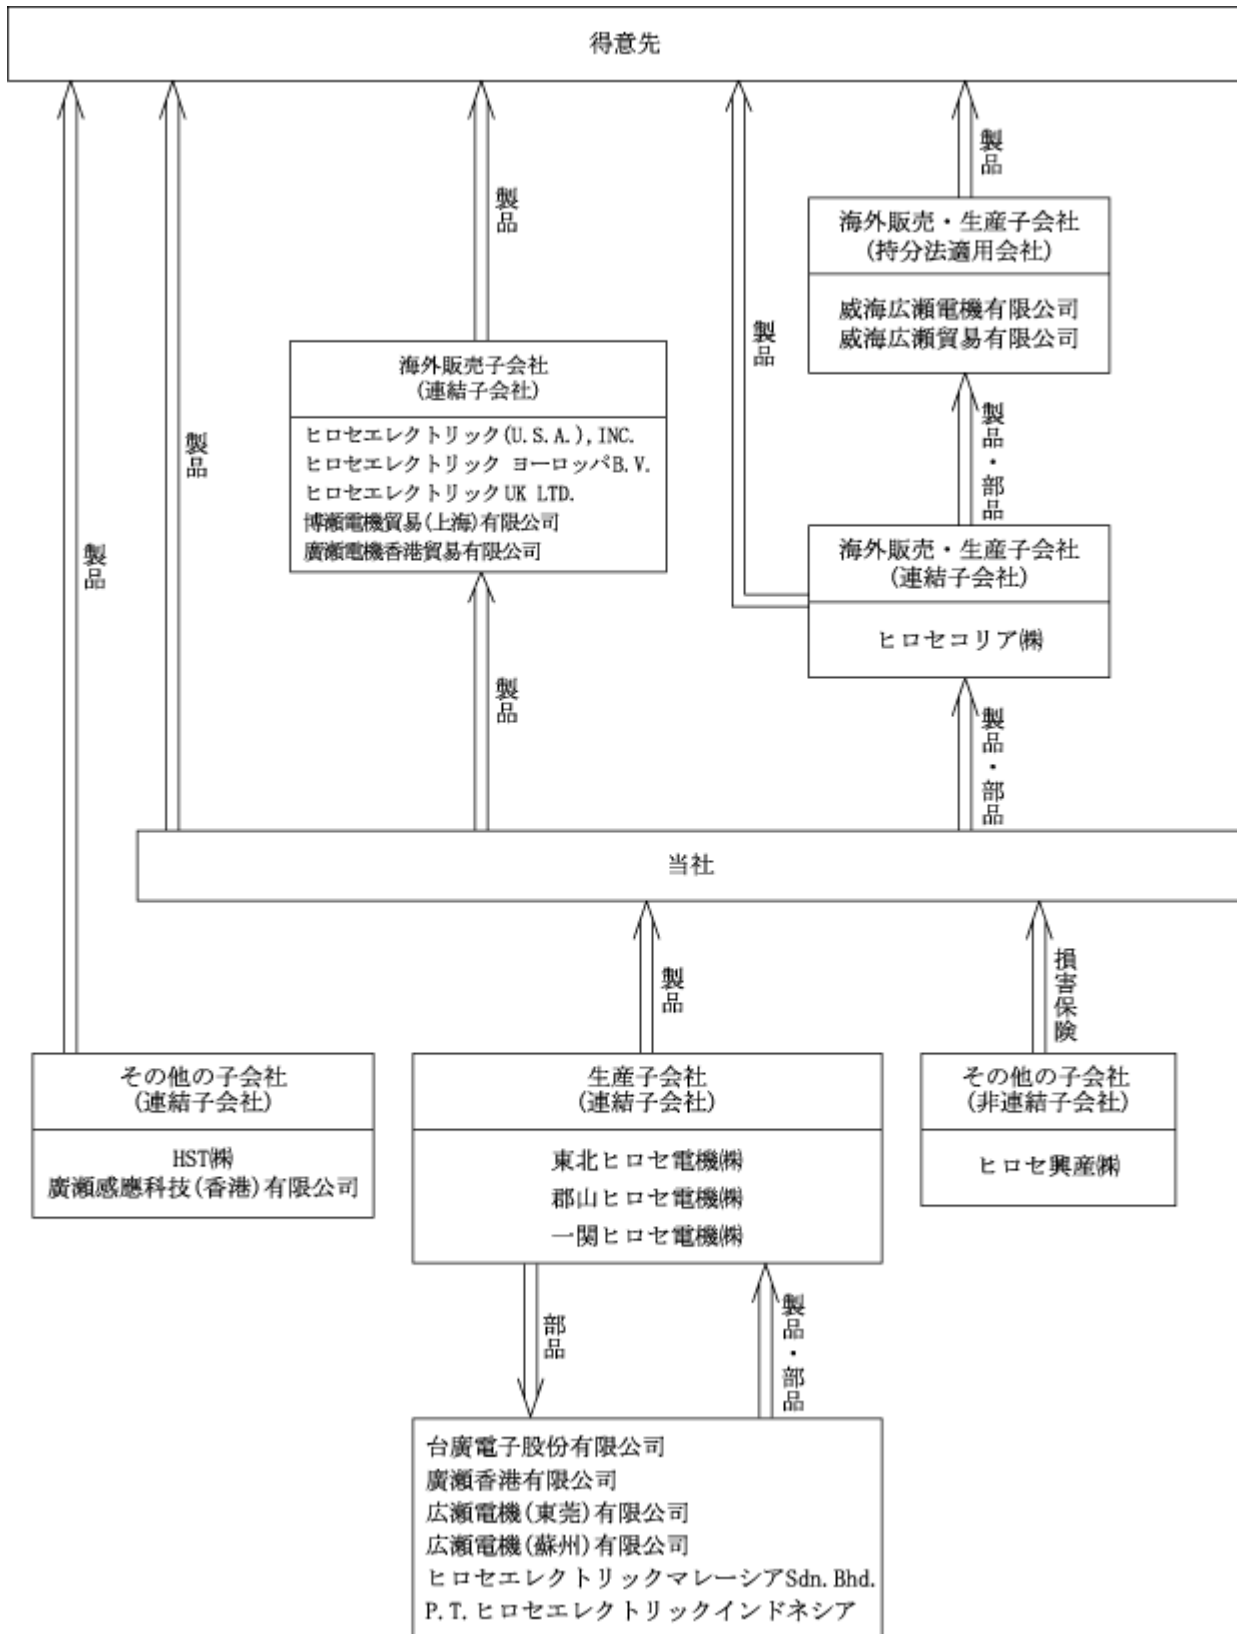 得意先
製品
海外販売・生産子会社
(持分法適用会社)
威海広瀬電機有限公司
威海広瀬貿易有限公司
製品
製品
海外販売子会社
(連結子会社)
ヒロセエレクトリック(U.S.A.),INC.
ヒロセエレクトリック ヨーロッパB.V.
ヒロセエレクトリックUK LTD.
博瀬電機貿易(上海)有限公司
廣瀬電機香港貿易有限公司
製品・部品
製品
製品
海外販売・生産子会社
(連結子会社)
ヒロセコリア㈱
製品
製品・部品
当社
製品
損害保険
その他の子会社
(連結子会社)
HST㈱
廣瀬感應科技(香港)有限公司
生産子会社
(連結子会社)
東北ヒロセ電機㈱
郡山ヒロセ電機㈱
一関ヒロセ電機㈱
その他の子会社
(非連結子会社)
ヒロセ興産㈱
部品
製品・部品
台廣電子股份有限公司
廣瀬香港有限公司
広瀬電機(東莞)有限公司
広瀬電機(蘇州)有限公司
ヒロセエレクトリックマレーシアSdn.Bhd.
P.T.ヒロセエレクトリックインドネシア